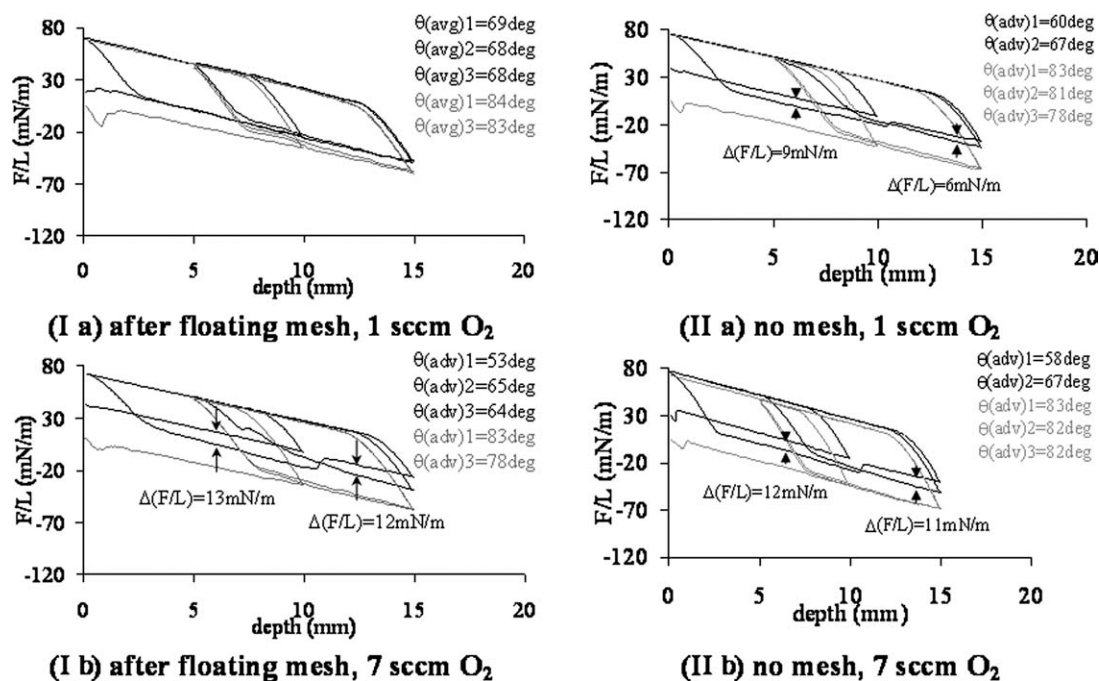 80
30
-20
-70
-120
F/L (mN/m)
0
5
10
15
20
depth (mm)
θ(avg)1=69deg
θ(avg)2=68deg
θ(avg)3=68deg
θ(avg)1=84deg
θ(avg)3=83deg
(I a) after floating mesh, 1 sccm O₂
80
30
-20
-70
-120
F/L (mN/m)
0
5
10
15
20
depth (mm)
θ(adv)1=60deg
θ(adv)2=67deg
θ(adv)1=83deg
θ(adv)2=81deg
θ(adv)3=78deg
Δ(F/L)=9mN/m
Δ(F/L)=6mN/m
(II a) no mesh, 1 sccm O₂
80
30
-20
-70
-120
F/L (mN/m)
0
5
10
15
20
depth (mm)
θ(adv)1=53deg
θ(adv)2=65deg
θ(adv)3=64deg
θ(adv)1=83deg
θ(adv)3=78deg
Δ(F/L)=13mN/m
Δ(F/L)=12mN/m
(I b) after floating mesh, 7 sccm O₂
80
30
-20
-70
-120
F/L (mN/m)
0
5
10
15
20
depth (mm)
θ(adv)1=58deg
θ(adv)2=67deg
θ(adv)1=83deg
θ(adv)2=82deg
θ(adv)3=82deg
Δ(F/L)=12mN/m
Δ(F/L)=11mN/m
(II b) no mesh, 7 sccm O₂